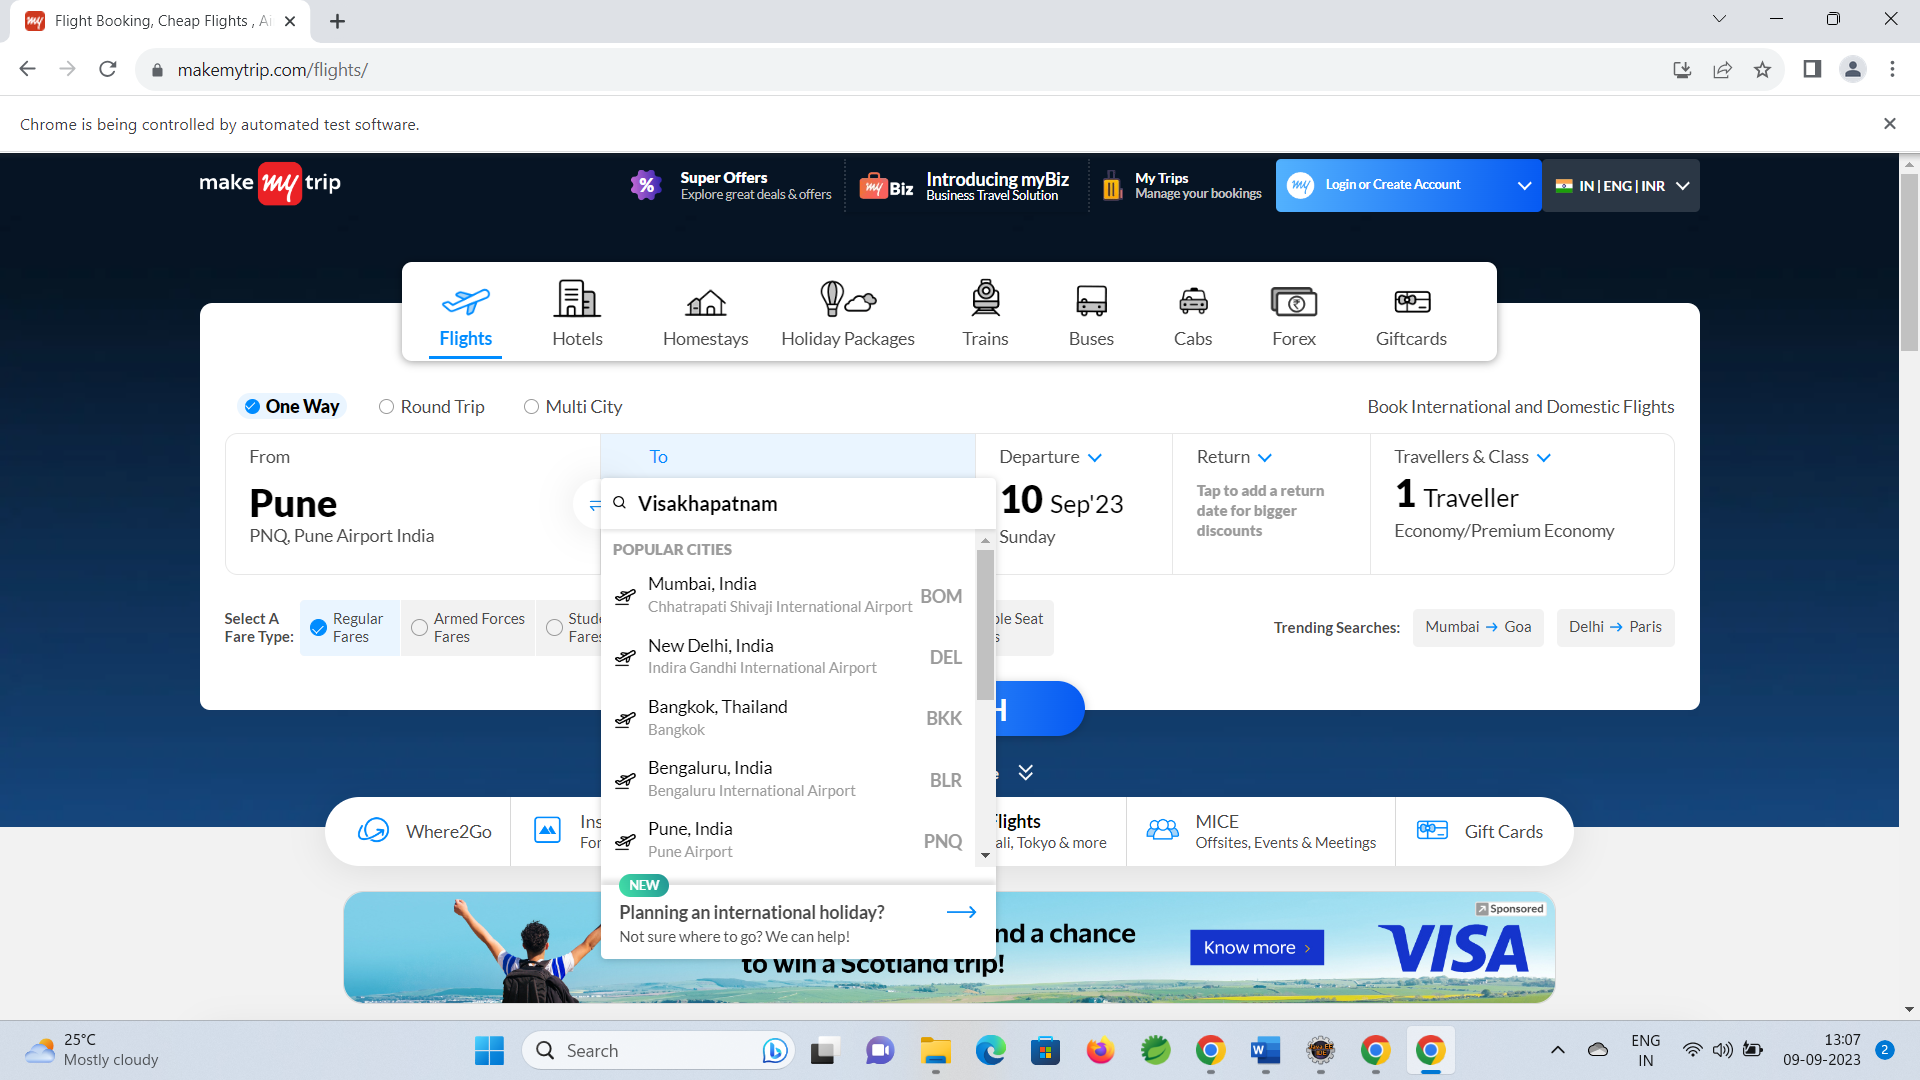 Flight Booking, Cheap Flights , Ai
makemytrip.com/flights/
Chrome is being controlled by automated test software.
make my trip
%
Super Offers
Explore great deals & offers
my Biz
Introducing myBiz
Business Travel Solution
My Trips
Manage your bookings
my
Login or Create Account
IN | ENG | INR
Flights
Hotels
Homestays
Holiday Packages
Trains
Buses
Cabs
Forex
Giftcards
One Way
Round Trip
Multi City
Book International and Domestic Flights
From
Pune
PNQ, Pune Airport India
To
Visakhapatnam
Departure
10 Sep'23
Sunday
Return
Tap to add a return
date for bigger
discounts
Travellers & Class
1 Traveller
Economy/Premium Economy
POPULAR CITIES
Mumbai, India
Chhatrapati Shivaji International Airport
BOM
New Delhi, India
Indira Gandhi International Airport
DEL
Bangkok, Thailand
Bangkok
BKK
Bengaluru, India
Bengaluru International Airport
BLR
Pune, India
Pune Airport
PNQ
NEW
Planning an international holiday?
Not sure where to go? We can help!
Select A
Fare Type:
Regular
Fares
Armed Forces
Fares
Stude
Fares
ble Seat
s
Trending Searches:
Mumbai → Goa
Delhi → Paris
H
e
Where2Go
Ins
For
Flights
ali, Tokyo & more
MICE
Offsites, Events & Meetings
Gift Cards
nd a chance
to win a Scotland trip!
Know more >
Sponsored
VISA
25°C
Mostly cloudy
Search
ENG
IN
13:07
09-09-2023
2